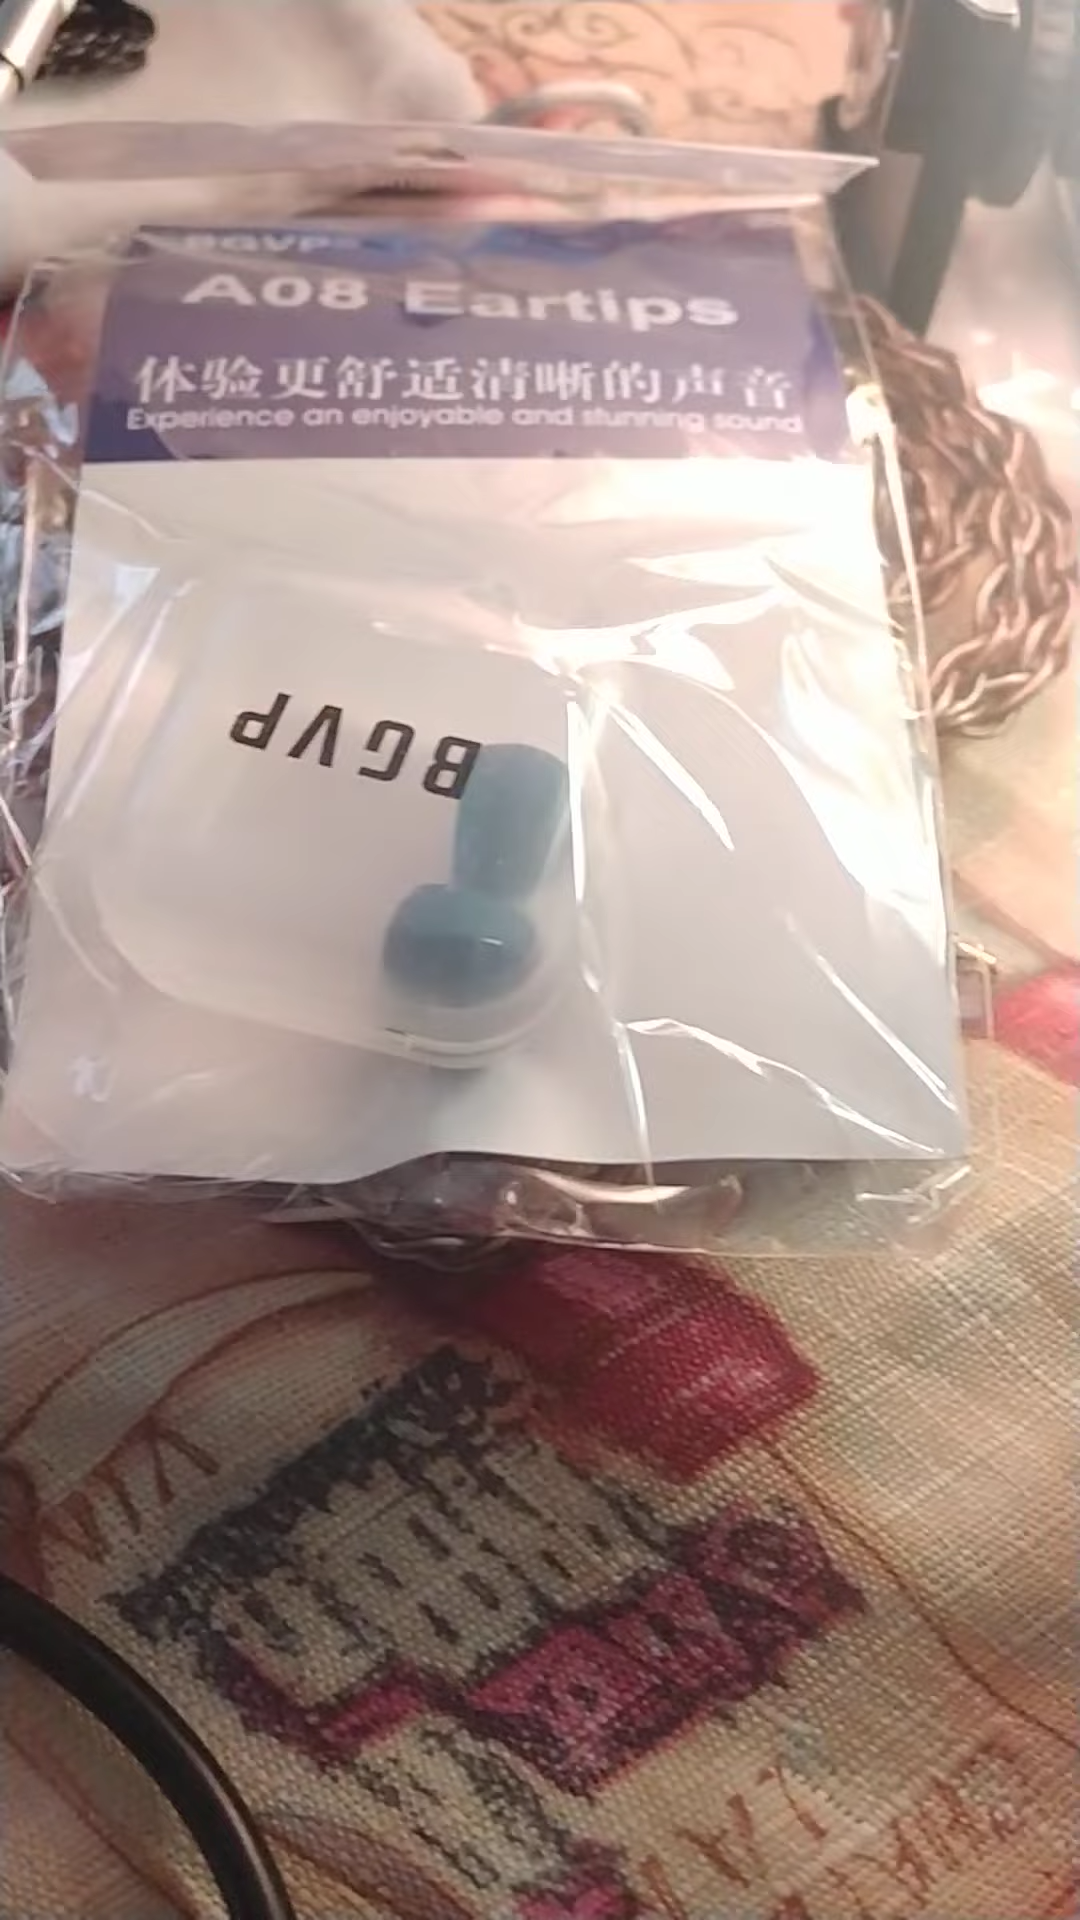 BGVP
A08 Eartips
体验更舒适清晰的声音
Experience an enjoyable and stunning sound
BGVP